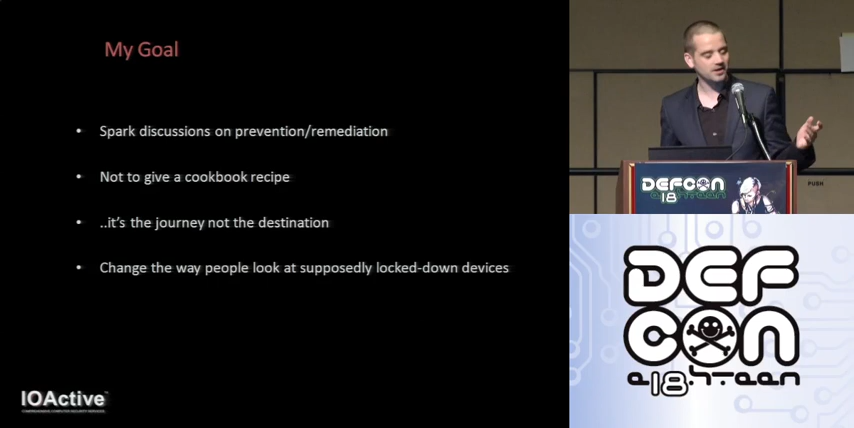 My Goal
• Spark discussions on prevention/remediation
• Not to give a cookbook recipe
• ..it's the journey not the destination
• Change the way people look at supposedly locked-down devices
IOActive
DEFCON
18
PUSH
DEF
CON
18